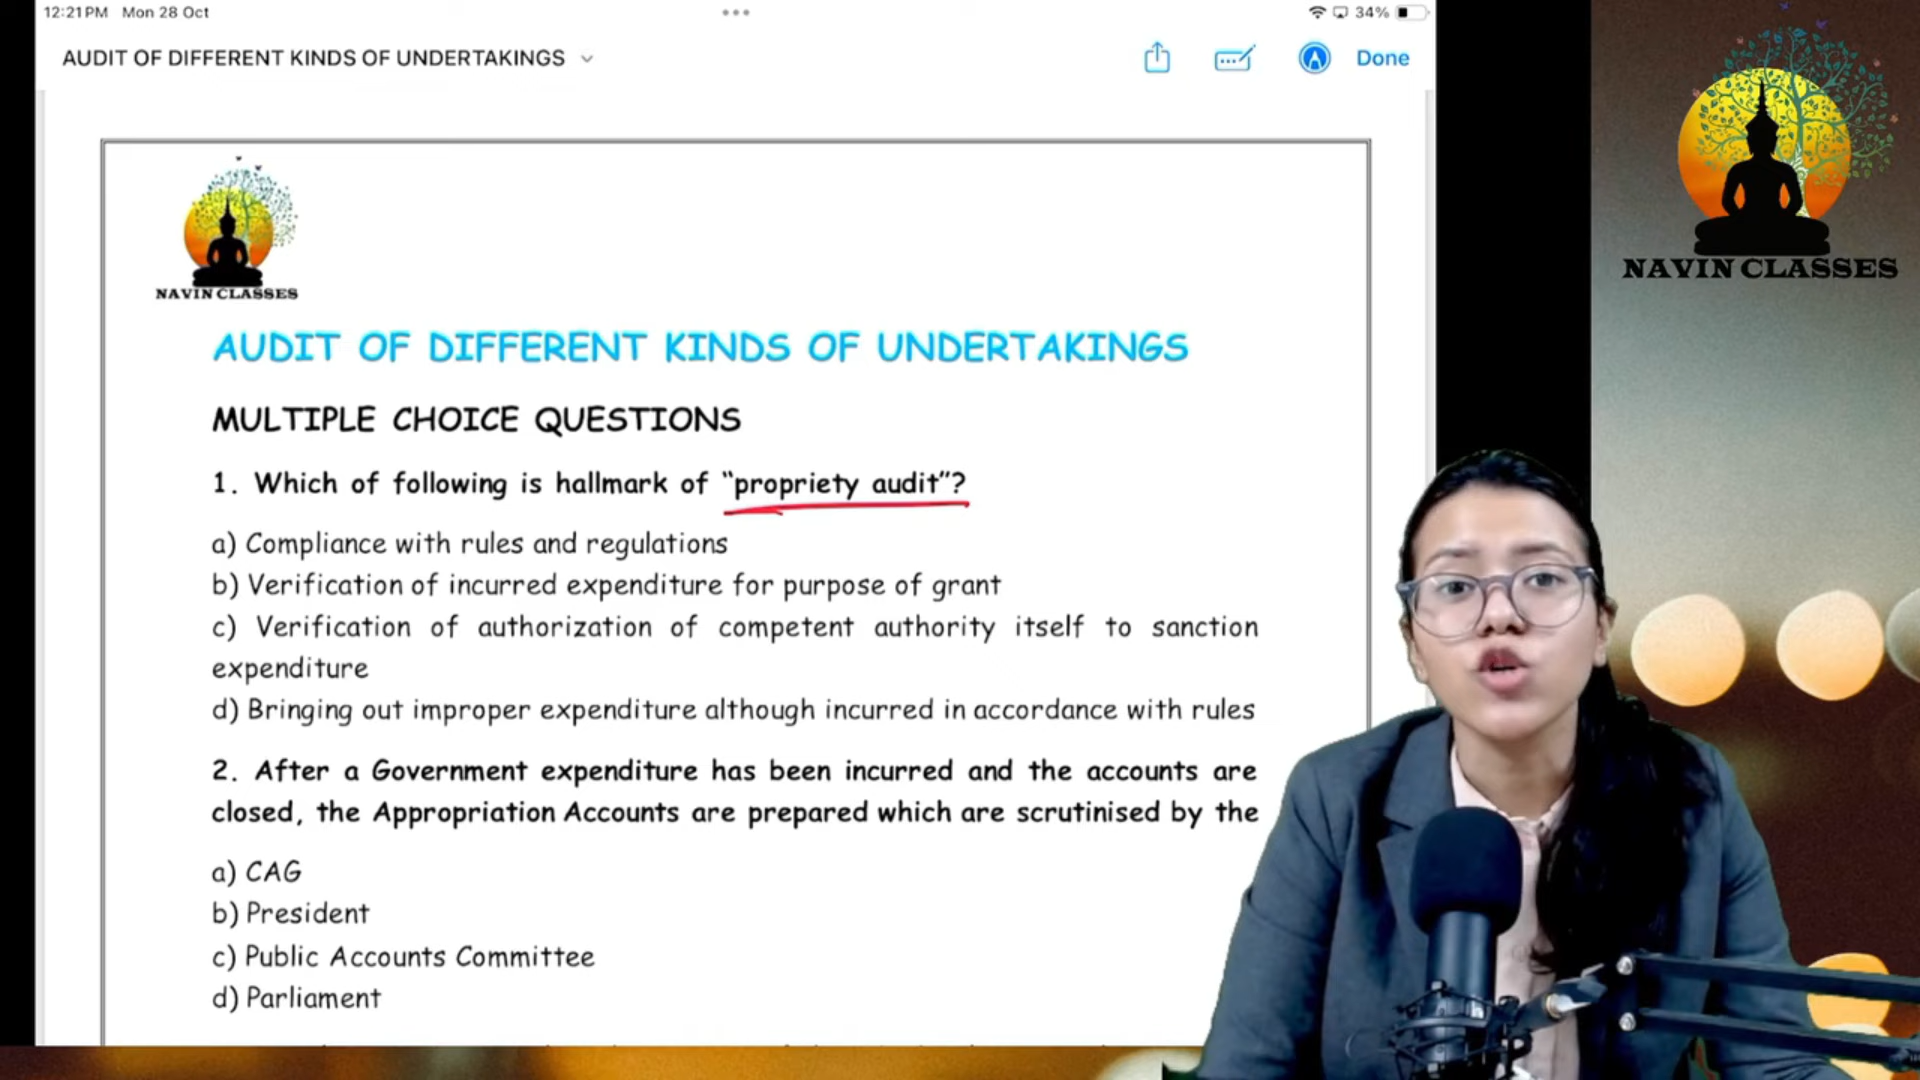 12:21 PM Mon 28 Oct
34%
AUDIT OF DIFFERENT KINDS OF UNDERTAKINGS
Done
NAVIN CLASSES
NAVIN CLASSES
AUDIT OF DIFFERENT KINDS OF UNDERTAKINGS
MULTIPLE CHOICE QUESTIONS
1. Which of following is hallmark of “propriety audit”?
a) Compliance with rules and regulations
b) Verification of incurred expenditure for purpose of grant
c) Verification of authorization of competent authority itself to sanction
expenditure
d) Bringing out improper expenditure although incurred in accordance with rules
2. After a Government expenditure has been incurred and the accounts are
closed, the Appropriation Accounts are prepared which are scrutinised by the
a) CAG
b) President
c) Public Accounts Committee
d) Parliament